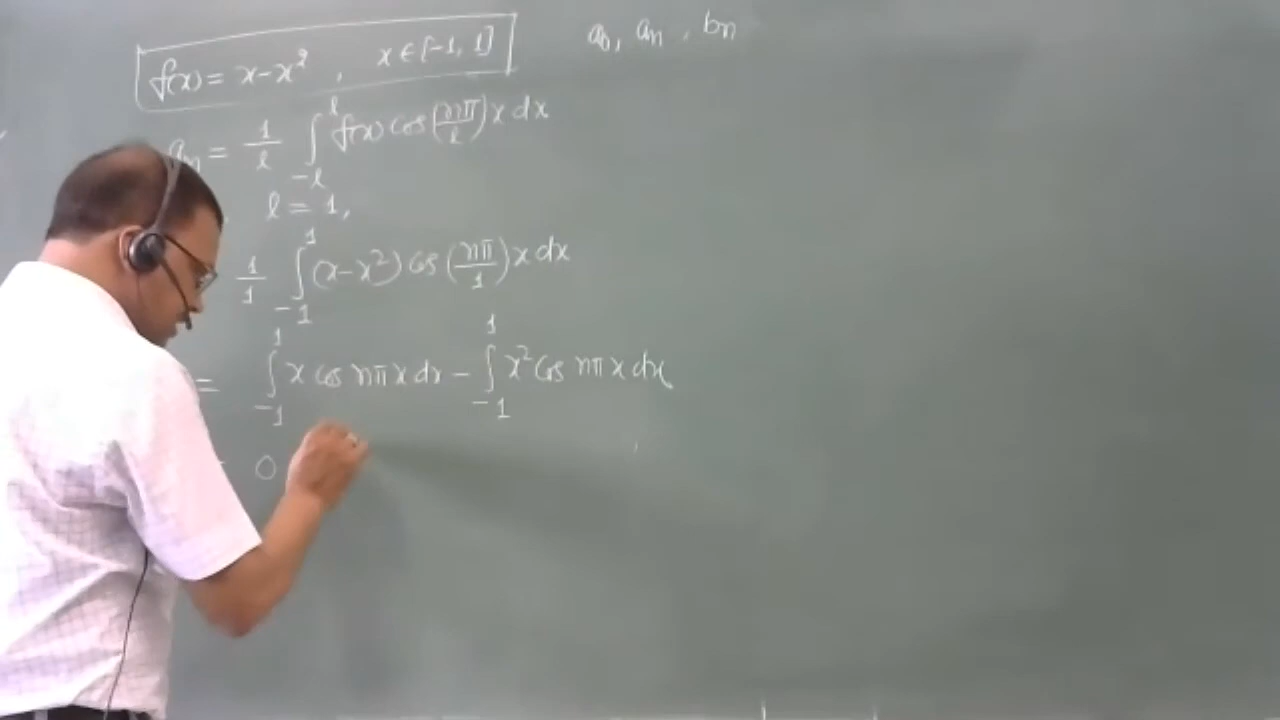 f(x) = x-x², x ∈ [-1, 1] a₀, aₙ, bₙ
aₙ = 1/l ∫_{-l}^{l} f(x) cos(nπ/l)x dx
l = 1,
1/1 ∫_{-1}^{1} (x-x²) cos(nπ/1)x dx
= ∫_{-1}^{1} x cos nπx dx - ∫_{-1}^{1} x² cos nπx dx
= 0